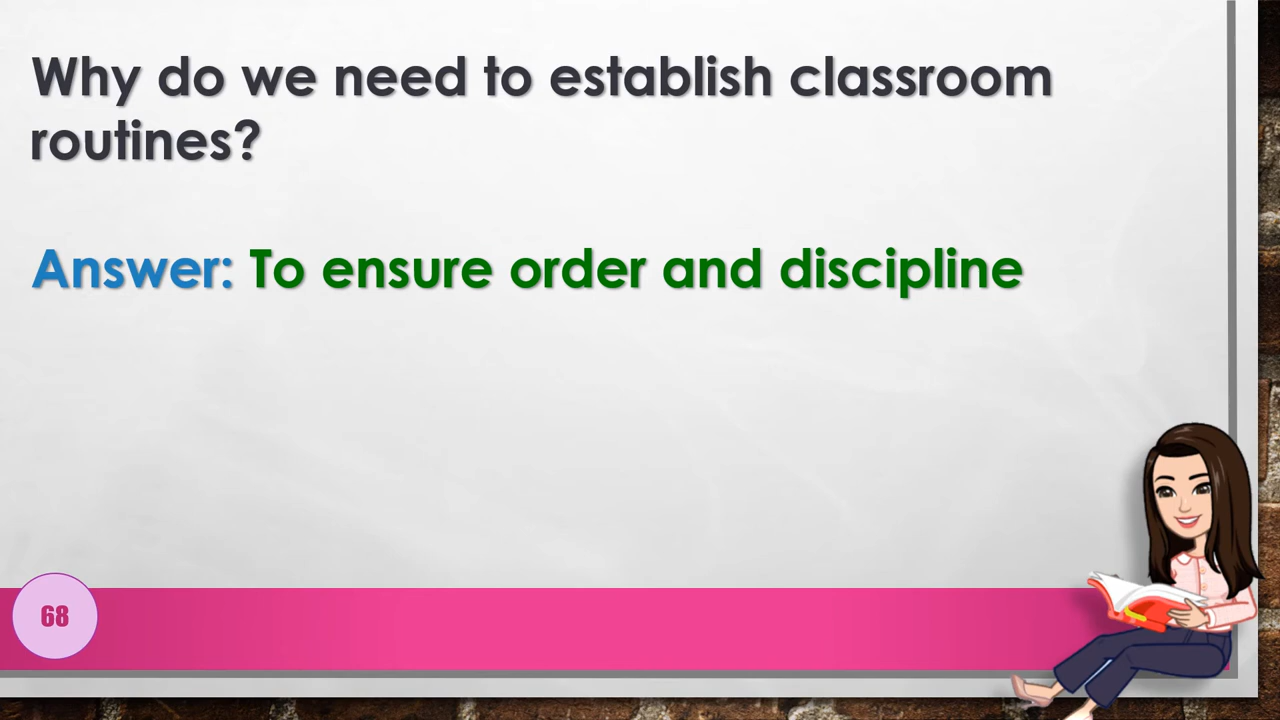 Why do we need to establish classroom
routines?
Answer: To ensure order and discipline
68